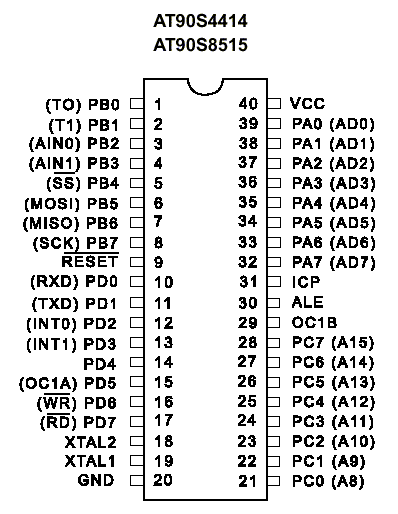 AT90S4414
AT90S8515
(TO) PB0 1 40 VCC
(T1) PB1 2 39 PA0 (AD0)
(AIN0) PB2 3 38 PA1 (AD1)
(AIN1) PB3 4 37 PA2 (AD2)
(SS) PB4 5 36 PA3 (AD3)
(MOSI) PB5 6 35 PA4 (AD4)
(MISO) PB6 7 34 PA5 (AD5)
(SCK) PB7 8 33 PA6 (AD6)
RESET 9 32 PA7 (AD7)
(RXD) PD0 10 31 ICP
(TXD) PD1 11 30 ALE
(INT0) PD2 12 29 OC1B
(INT1) PD3 13 28 PC7 (A15)
PD4 14 27 PC6 (A14)
(OC1A) PD5 15 26 PC5 (A13)
(WR) PD6 16 25 PC4 (A12)
(RD) PD7 17 24 PC3 (A11)
XTAL2 18 23 PC2 (A10)
XTAL1 19 22 PC1 (A9)
GND 20 21 PC0 (A8)